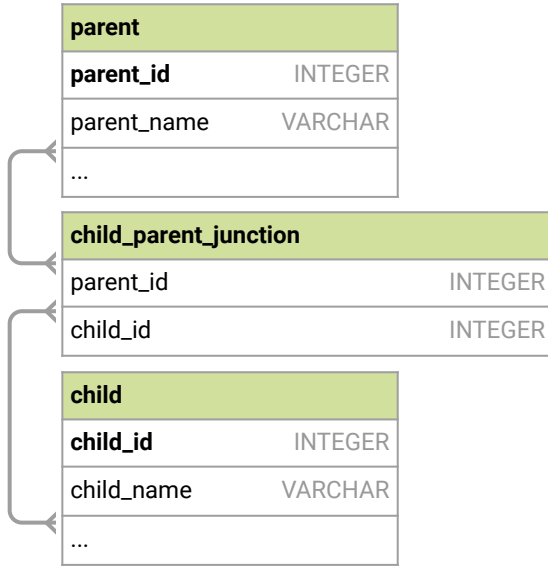 parent
parent_id INTEGER
parent_name VARCHAR
...
child_parent_junction
parent_id INTEGER
child_id INTEGER
child
child_id INTEGER
child_name VARCHAR
...